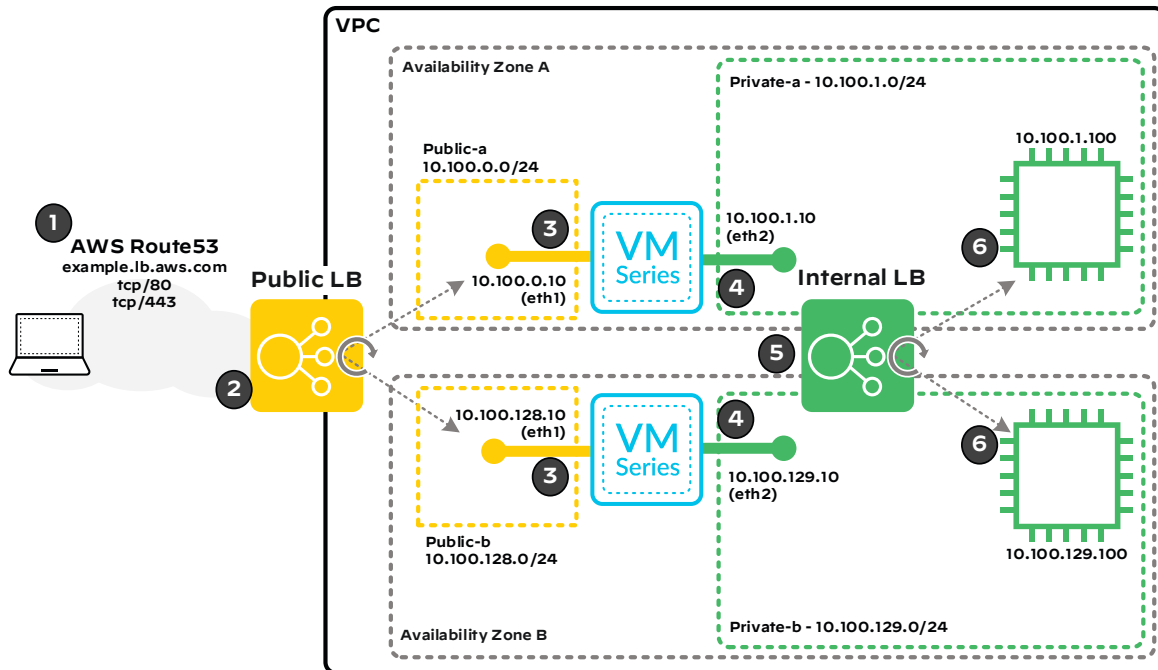 VPC
Availability Zone A
Private-a - 10.100.1.0/24
Public-a
10.100.0.0/24
10.100.1.100
1
AWS Route53
example.lb.aws.com
tcp/80
tcp/443
Public LB
2
3
10.100.0.10
(eth1)
VM
Series
10.100.1.10
(eth2)
4
Internal LB
5
6
10.100.128.10
(eth1)
3
VM
Series
4
10.100.129.10
(eth2)
6
10.100.129.100
Public-b
10.100.128.0/24
Availability Zone B
Private-b - 10.100.129.0/24